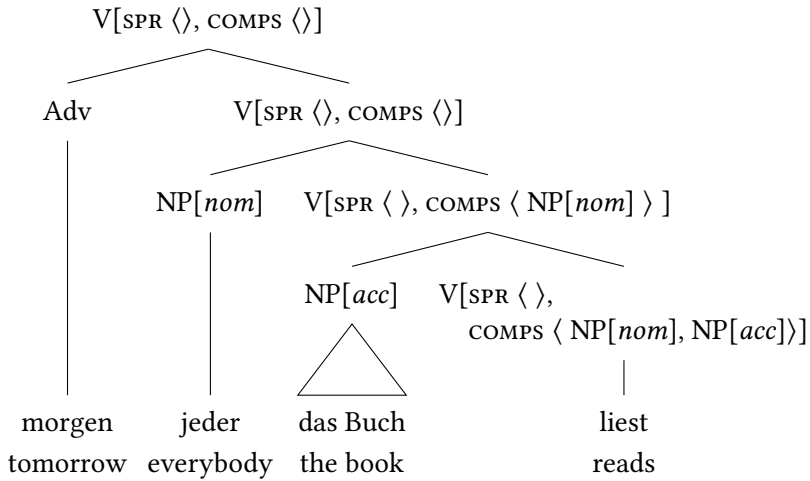 V[SPR ⟨⟩, COMPS ⟨⟩]
Adv V[SPR ⟨⟩, COMPS ⟨⟩]
NP[nom] V[SPR ⟨ ⟩, COMPS ⟨ NP[nom] ⟩ ]
NP[acc] V[SPR ⟨ ⟩,
COMPS ⟨ NP[nom], NP[acc]⟩]
morgen jeder das Buch liest
tomorrow everybody the book reads